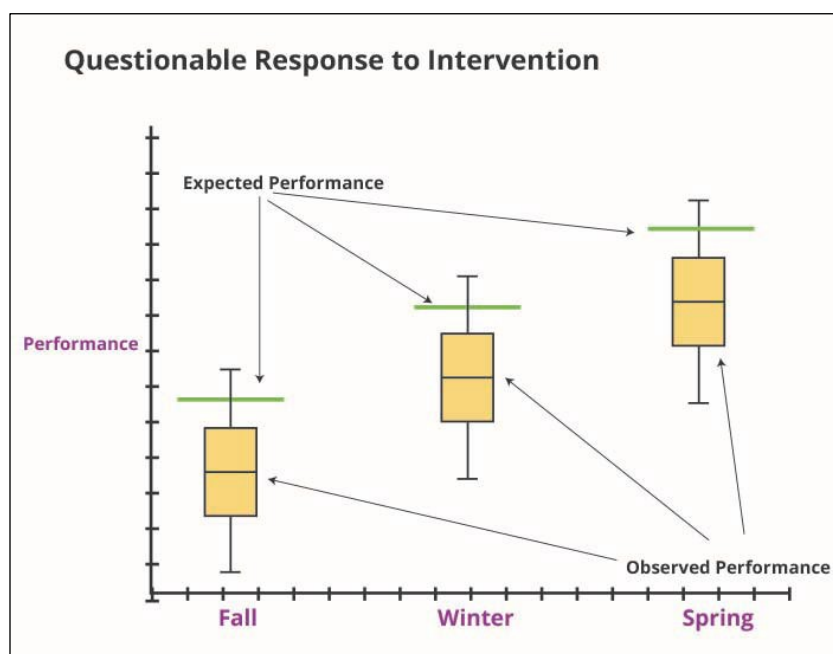 Questionable Response to Intervention
Expected Performance
Performance
Observed Performance
Fall
Winter
Spring